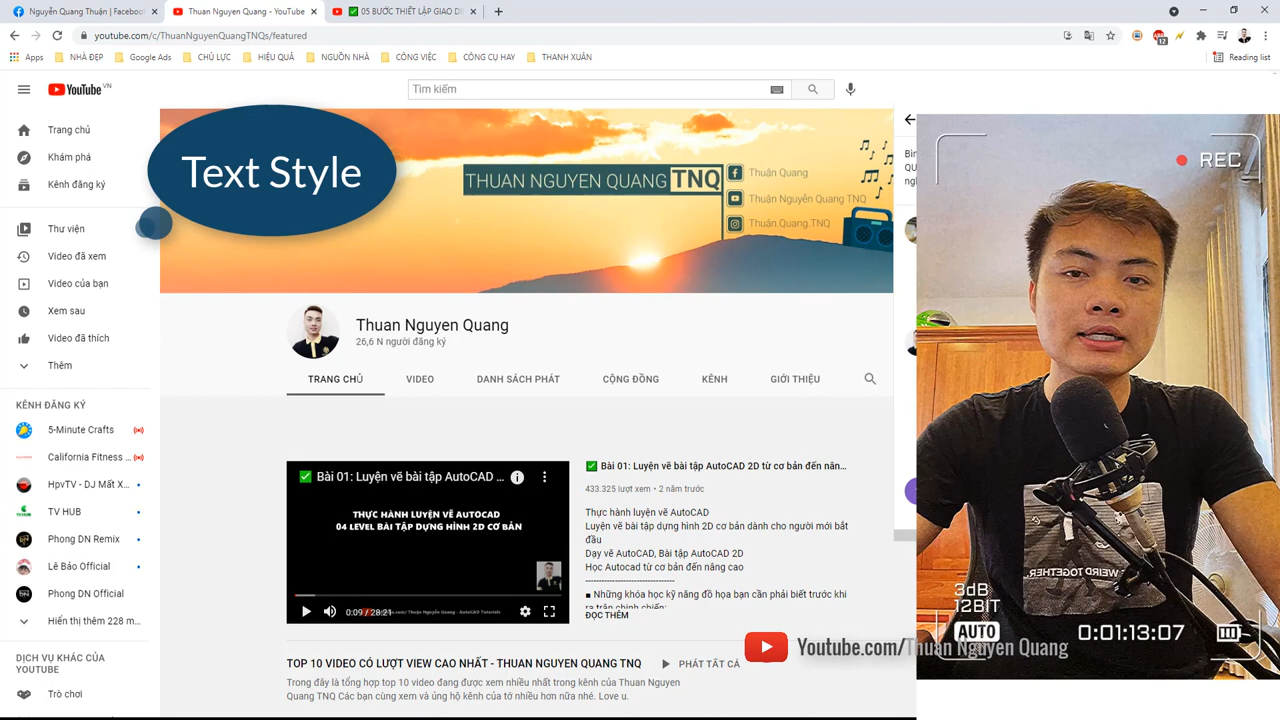 Nguyễn Quang Thuận | Facebook
Thuan Nguyen Quang - YouTube
05 BƯỚC THIẾT LẬP GIAO D
youtube.com/c/ThuanNguyenQuangTNQs/featured
Apps
NHÀ ĐẸP
Google Ads
CHỦ LỰC
HIỆU QUẢ
NGUỒN NHÀ
CÔNG VIỆC
CÔNG CỤ HAY
THANH XUÂN
Reading list
YouTube VN
Tìm kiếm
Trang chủ
Khám phá
Kênh đăng ký
Thư viện
Video đã xem
Video của bạn
Xem sau
Video đã thích
Thêm
KÊNH ĐĂNG KÝ
5-Minute Crafts
California Fitness ...
HpvTV - DJ Mất X...
TV HUB
Phong DN Remix
Lê Bảo Official
Phong DN Official
Hiển thị thêm 228 m...
DỊCH VỤ KHÁC CỦA
YOUTUBE
Trò chơi
Text Style
THUAN NGUYEN QUANG TNQ
Thuận Quang
Thuận Nguyễn Quang TNQ
Thuận.Quang.TNQ
Thuan Nguyen Quang
26,6 N người đăng ký
TRANG CHỦ
VIDEO
DANH SÁCH PHÁT
CỘNG ĐỒNG
KÊNH
GIỚI THIỆU
Bài 01: Luyện vẽ bài tập AutoCAD ...
THỰC HÀNH LUYỆN VẼ AUTOCAD
04 LEVEL BÀI TẬP DỰNG HÌNH 2D CƠ BẢN
0:09 / 28:21
Bài 01: Luyện vẽ bài tập AutoCAD 2D từ cơ bản đến nân...
433.325 lượt xem • 2 năm trước
Thực hành luyện vẽ AutoCAD
Luyện vẽ bài tập dựng hình 2D cơ bản dành cho người mới bắt
đầu
Dạy vẽ AutoCAD, Bài tập AutoCAD 2D
Học Autocad từ cơ bản đến nâng cao
-------------------------------
■ Những khóa học kỹ năng đồ họa bạn cần phải biết trước khi
ra trận chinh chiến:
ĐỌC THÊM
TOP 10 VIDEO CÓ LƯỢT VIEW CAO NHẤT - THUAN NGUYEN QUANG TNQ
PHÁT TẤT CẢ
Trong đây là tổng hợp top 10 video đang được xem nhiều nhất trong kênh của Thuan Nguyen
Quang TNQ Các bạn cùng xem và ủng hộ kênh của tớ nhiều hơn nữa nhé. Love u.
REC
3dB
12BIT
AUTO
0:01:13:07
Youtube.com/Thuan Nguyen Quang